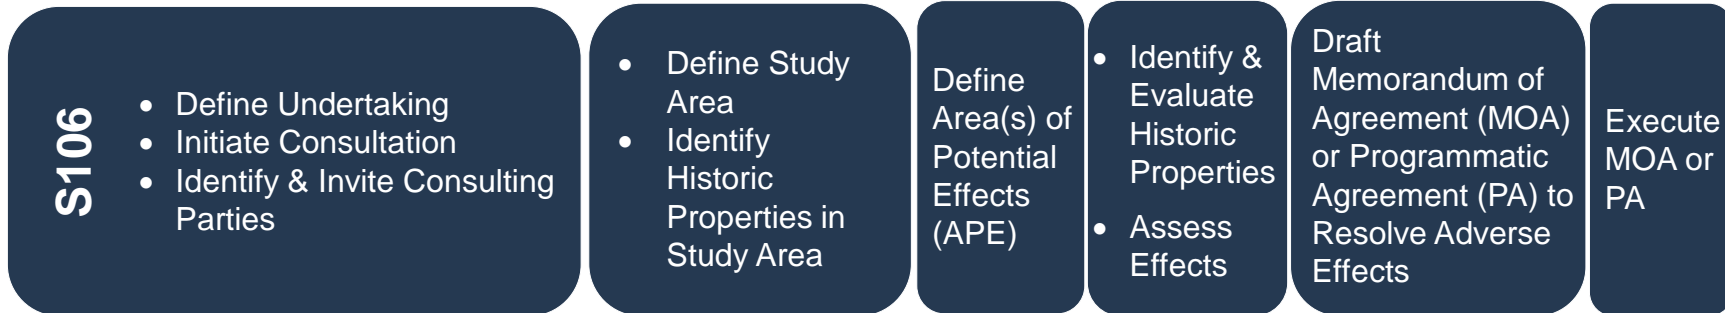 S106
• Define Undertaking
• Initiate Consultation
• Identify & Invite Consulting
Parties
• Define Study
Area
• Identify
Historic
Properties in
Study Area
Define
Area(s) of
Potential
Effects
(APE)
• Identify &
Evaluate
Historic
Properties
• Assess
Effects
Draft
Memorandum of
Agreement (MOA)
or Programmatic
Agreement (PA) to
Resolve Adverse
Effects
Execute
MOA or
PA